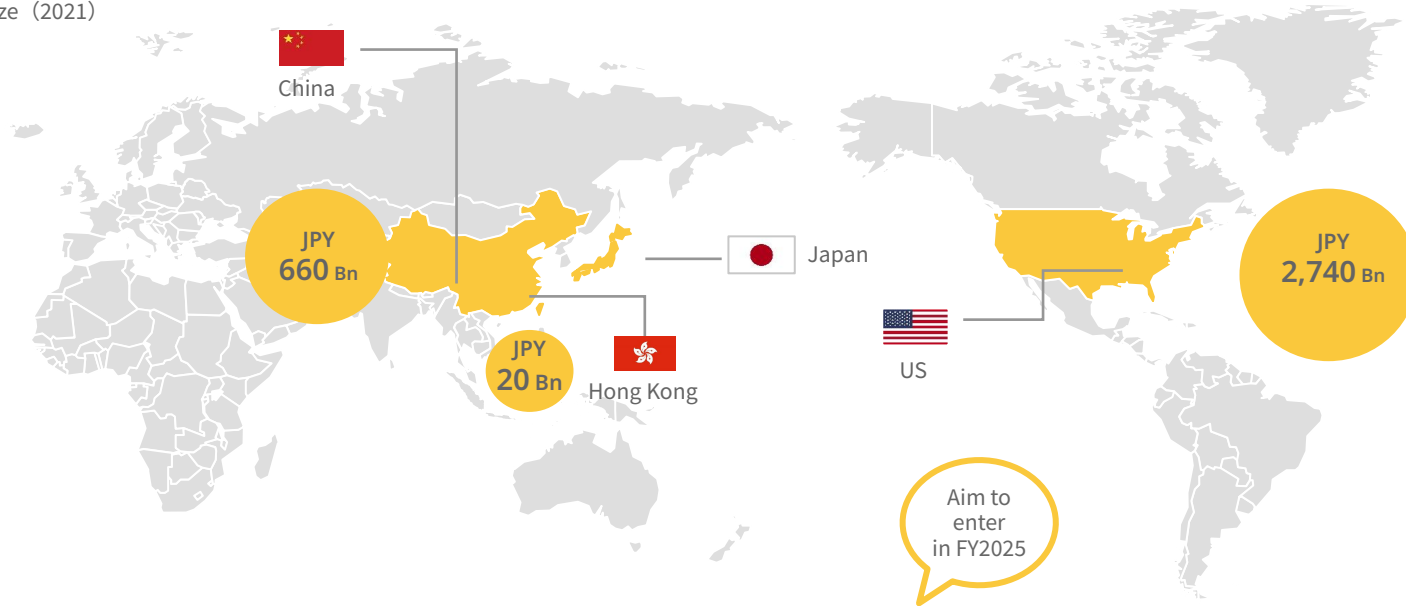 ze（2021）
China
JPY
660 Bn
JPY
20 Bn
Hong Kong
Japan
US
JPY
2,740 Bn
Aim to
enter
in FY2025